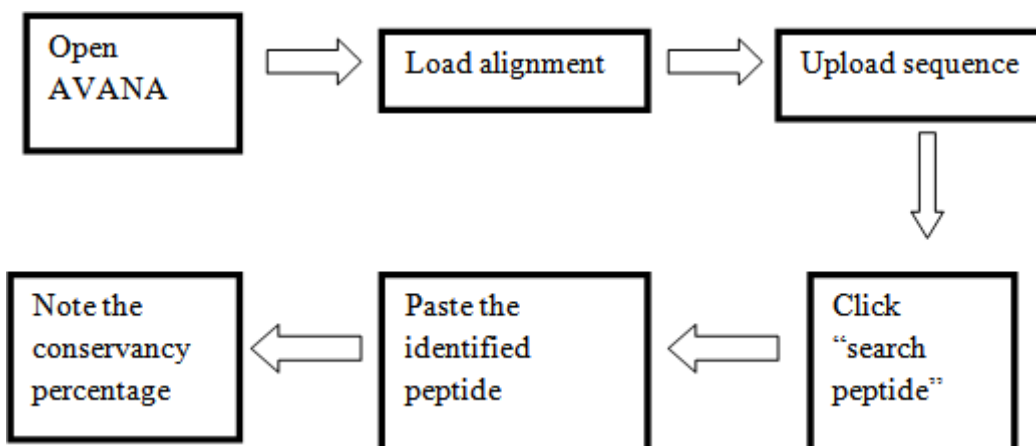 Open
AVANA
Load alignment
Upload sequence
Click
“search
peptide”
Paste the
identified
peptide
Note the
conservancy
percentage